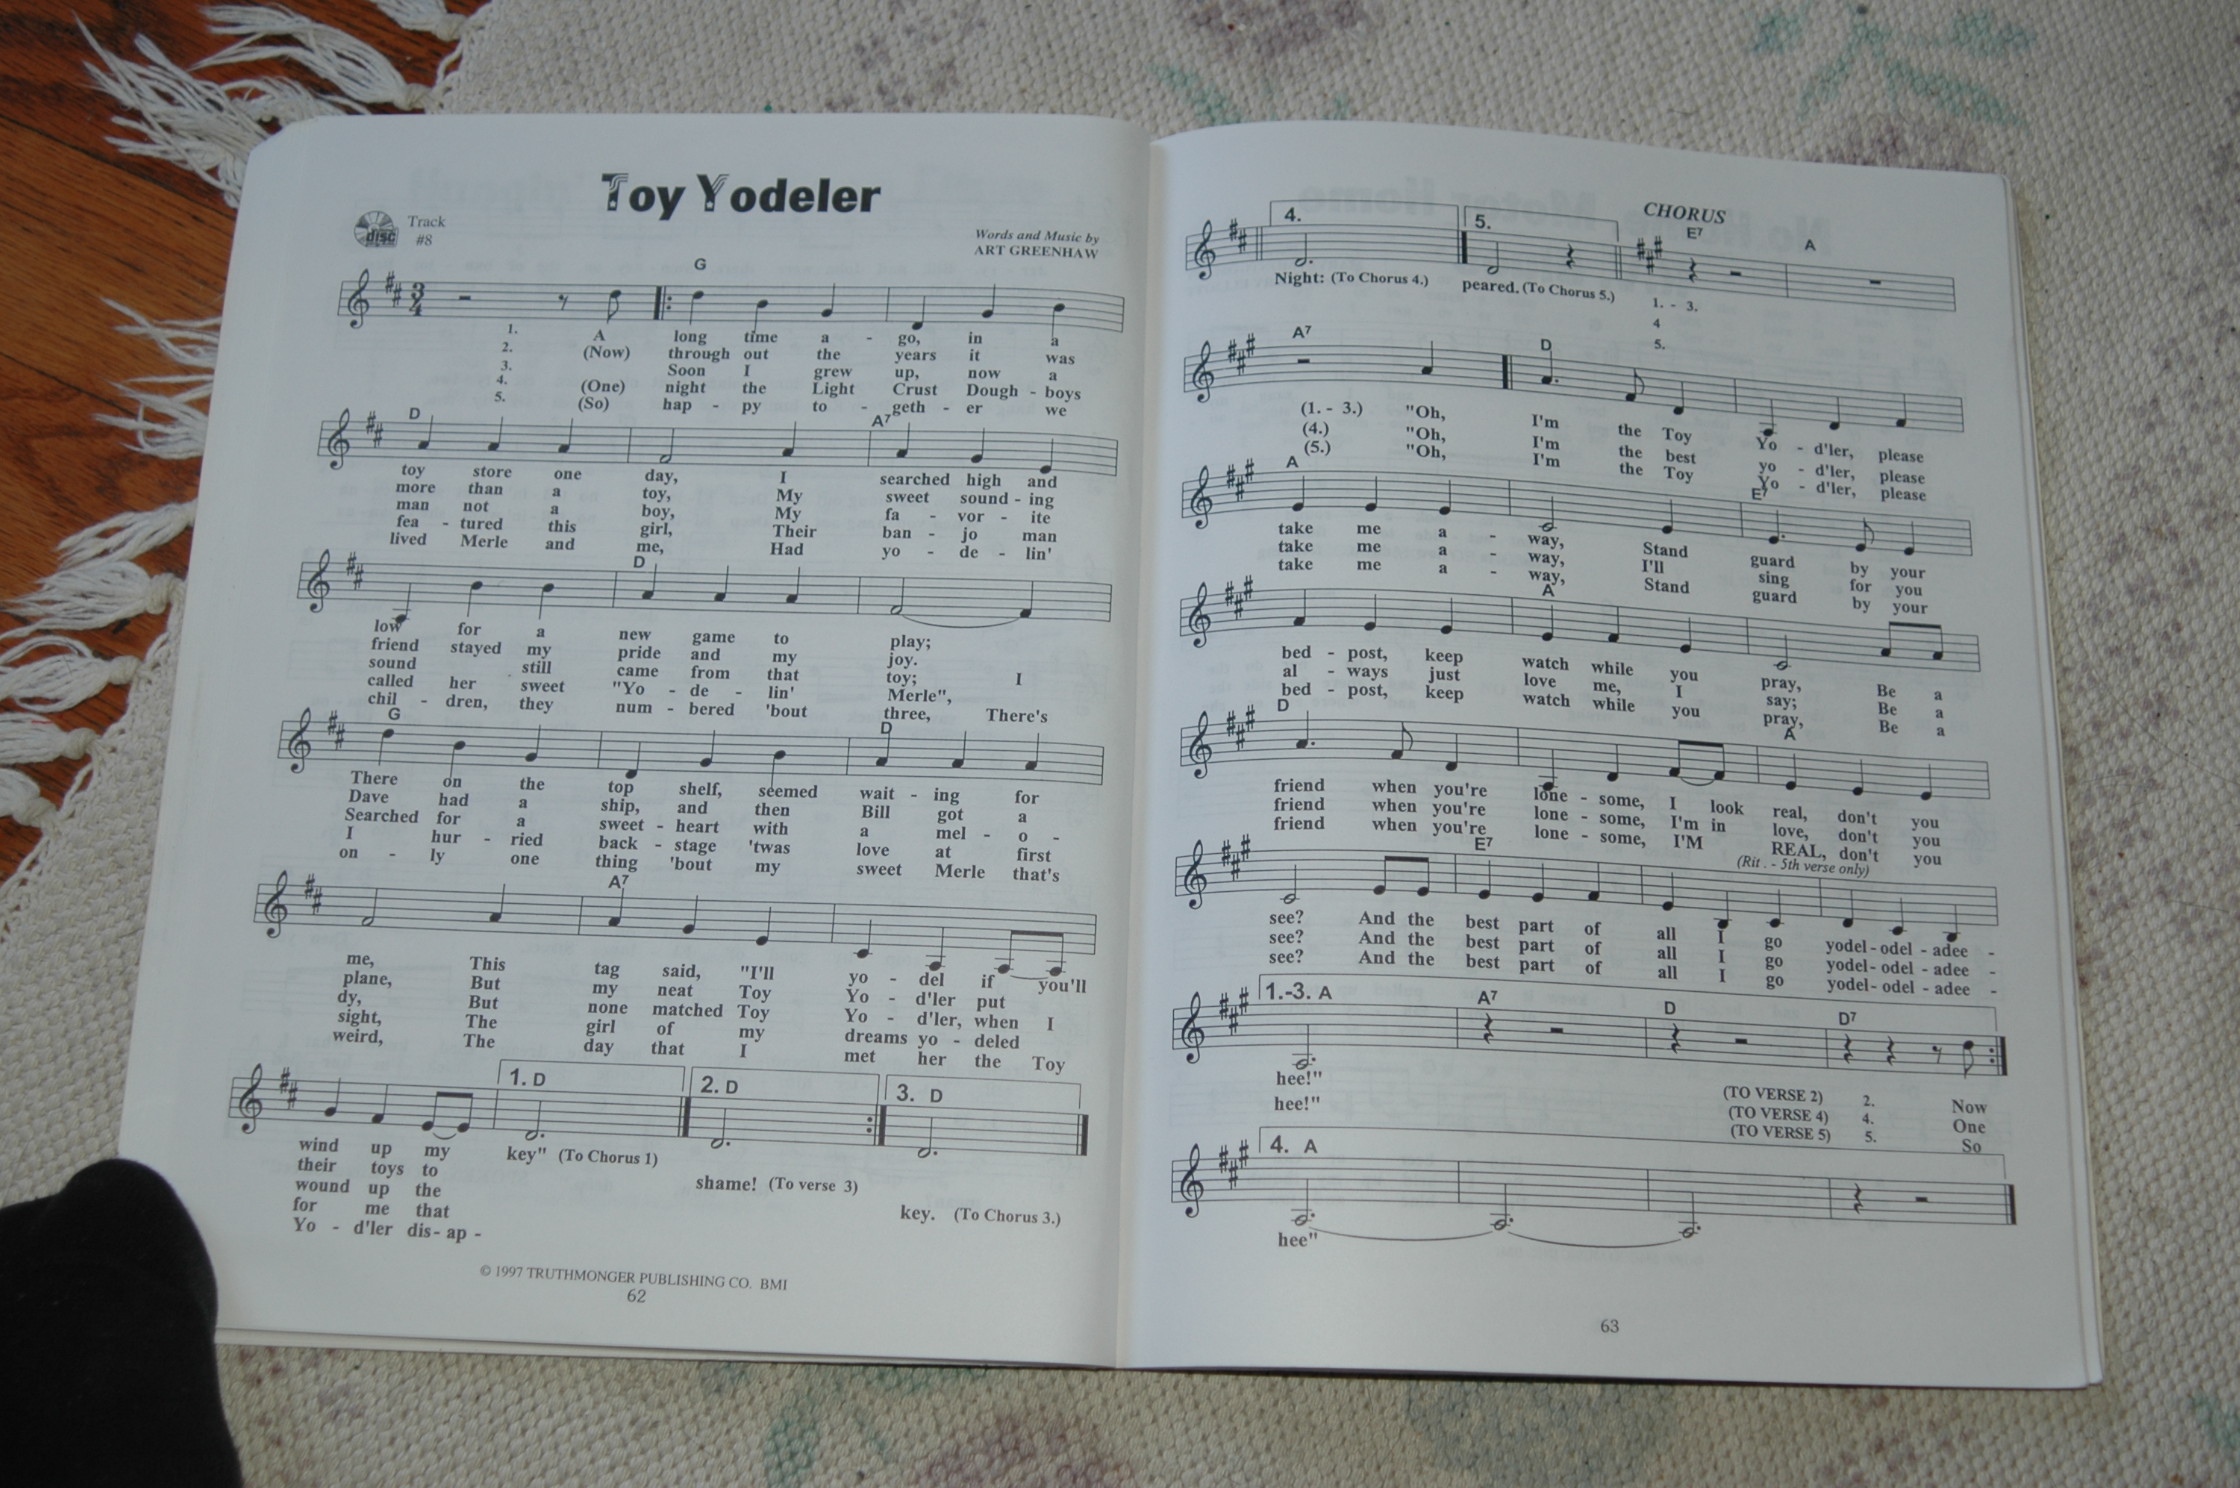 Toy Yodeler
disc
Track
#8
Words and Music by
ART GREENHAW
G
3
4
1. A long time a - go, in a
2. (Now) through out the years it was
3. Soon I grew up, now a
4. (One) night the Light Crust Dough - boys
5. (So) hap - py to - geth - er we
D A7
toy store one day, I searched high and
more than a toy, My sweet sound - ing
man not a boy, My fa - vor - ite
fea - tured this girl, Their ban - jo man
lived Merle and me, Had yo - de - lin'
D
low for a new game to play;
friend stayed my pride and my joy.
sound still came from that toy; I
called her sweet "Yo - de - lin' Merle",
chil - dren, they num - bered 'bout three, There's
G D
There on the top shelf, seemed wait - ing for
Dave had a ship, and then Bill got a
Searched for a sweet - heart with a mel - o -
I hur - ried back - stage 'twas love at first
on - ly one thing 'bout my sweet Merle that's
A7
me, This tag said, "I'll yo - del if you'll
plane, But my neat Toy Yo - d'ler put
dy, But none matched Toy Yo - d'ler, when I
sight, The girl of my dreams yo - deled
weird, The day that I met her the Toy
1. D 2. D 3. D
wind up my key" (To Chorus 1)
their toys to shame! (To verse 3)
wound up the key. (To Chorus 3.)
for me that
Yo - d'ler dis- ap -
© 1997 TRUTHMONGER PUBLISHING CO. BMI
62
4. 5. CHORUS
E7 A
Night: (To Chorus 4.) peared. (To Chorus 5.) 1. - 3.
4
5.
A7 D
(1. - 3.) "Oh, I'm the Toy Yo - d'ler, please
(4.) "Oh, I'm the best yo - d'ler, please
(5.) "Oh, I'm the Toy Yo - d'ler, please
A E7
take me a - way, Stand guard by your
take me a - way, I'll sing for you
take me a - way, Stand guard by your
A
bed - post, keep watch while you pray, Be a
al - ways just love me, I say; Be a
bed - post, keep watch while you pray, Be a
D A
friend when you're lone - some, I look real, don't you
friend when you're lone - some, I'm in love, don't you
friend when you're lone - some, I'M REAL, don't you
E7 (Rit . - 5th verse only)
see? And the best part of all I go yodel - odel - adee -
see? And the best part of all I go yodel - odel - adee -
see? And the best part of all I go yodel - odel - adee -
1.-3. A A7 D D7
hee!" (TO VERSE 2) 2. Now
hee!" (TO VERSE 4) 4. One
(TO VERSE 5) 5. So
4. A
hee"
63